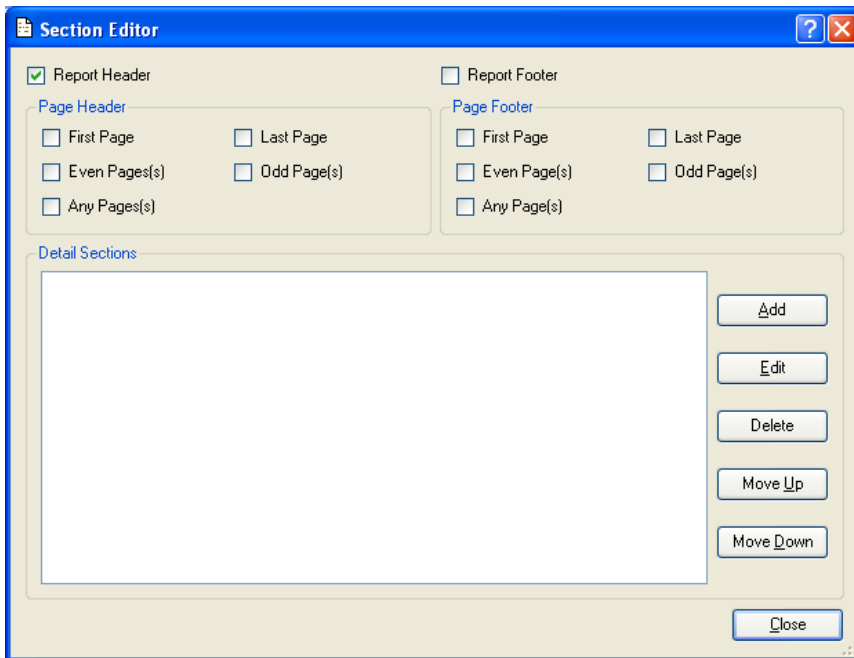 Section Editor
Report Header
Report Footer
Page Header
Page Footer
First Page
Last Page
First Page
Last Page
Even Pages(s)
Odd Page(s)
Even Page(s)
Odd Page(s)
Any Pages(s)
Any Page(s)
Detail Sections
Add
Edit
Delete
Move Up
Move Down
Close